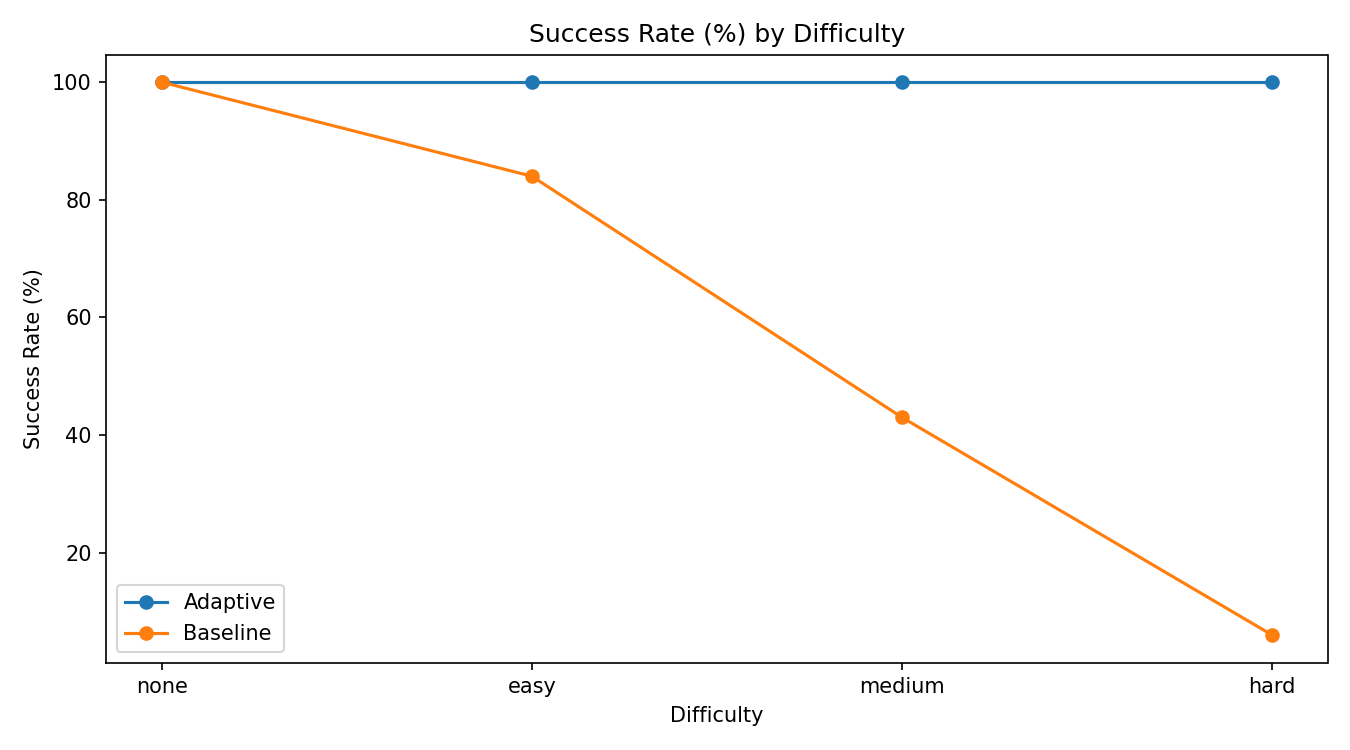 Success Rate (%) by Difficulty
Success Rate (%)
100
80
60
40
20
Adaptive
Baseline
none easy medium hard
Difficulty